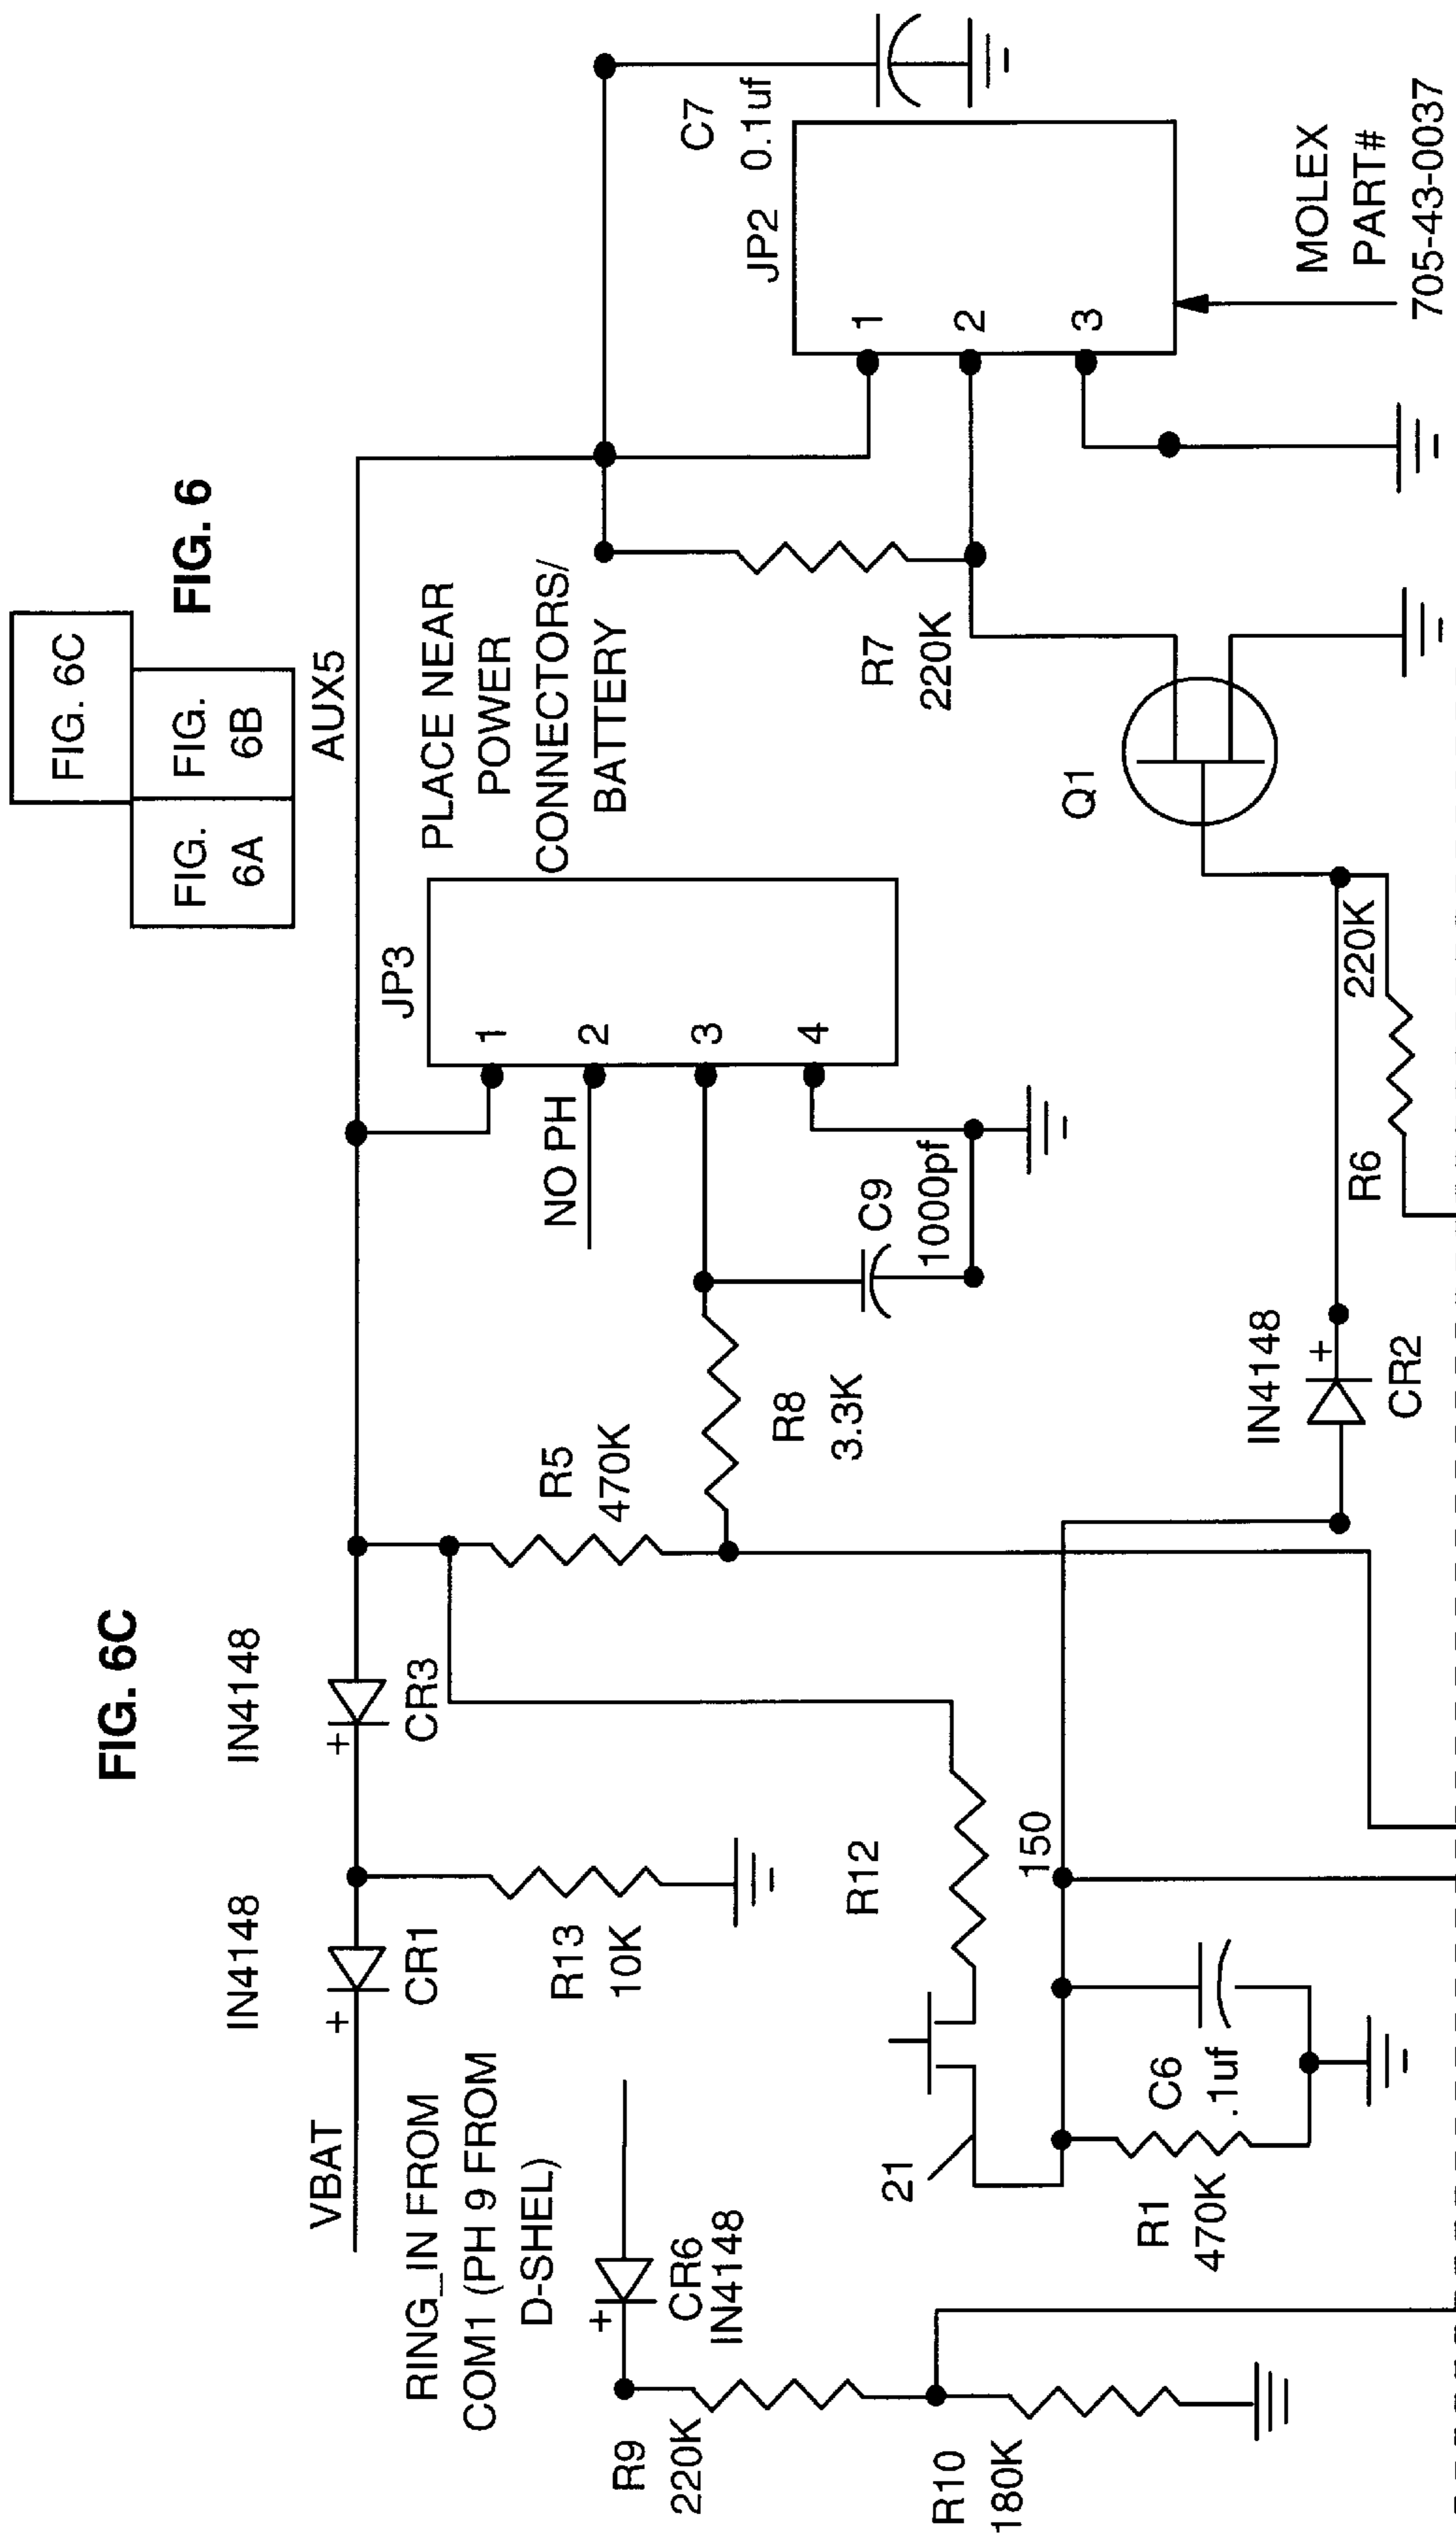 FIG. 6C
FIG. 6C
FIG.
6A
FIG.
6B
FIG. 6
IN4148
IN4148
VBAT
+
CR1
+
CR3
AUX5
RING_IN FROM
COM1 (PH 9 FROM
D-SHEL)
R13
10K
R5
470K
NO PH
JP3
1
2
3
4
PLACE NEAR
POWER
CONNECTORS/
BATTERY
+
CR6
IN4148
R9
220K
R10
180K
R8
3.3K
C9
1000pf
R7
220K
JP2
1
2
3
C7
0.1uf
21
R12
150
R1
470K
C6
.1uf
IN4148
+
CR2
R6
220K
Q1
MOLEX
PART#
705-43-0037